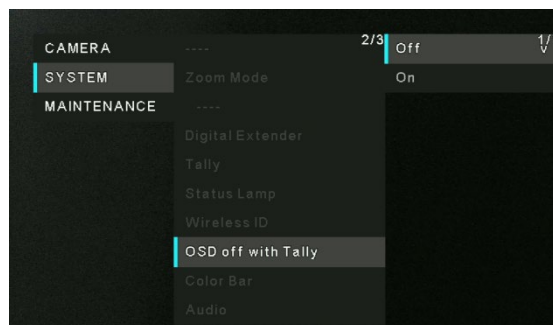 CAMERA
SYSTEM
MAINTENANCE
----
Zoom Mode
----
Digital Extender
Tally
Status Lamp
Wireless ID
OSD off with Tally
Color Bar
Audio
2/3
Off
On
1/